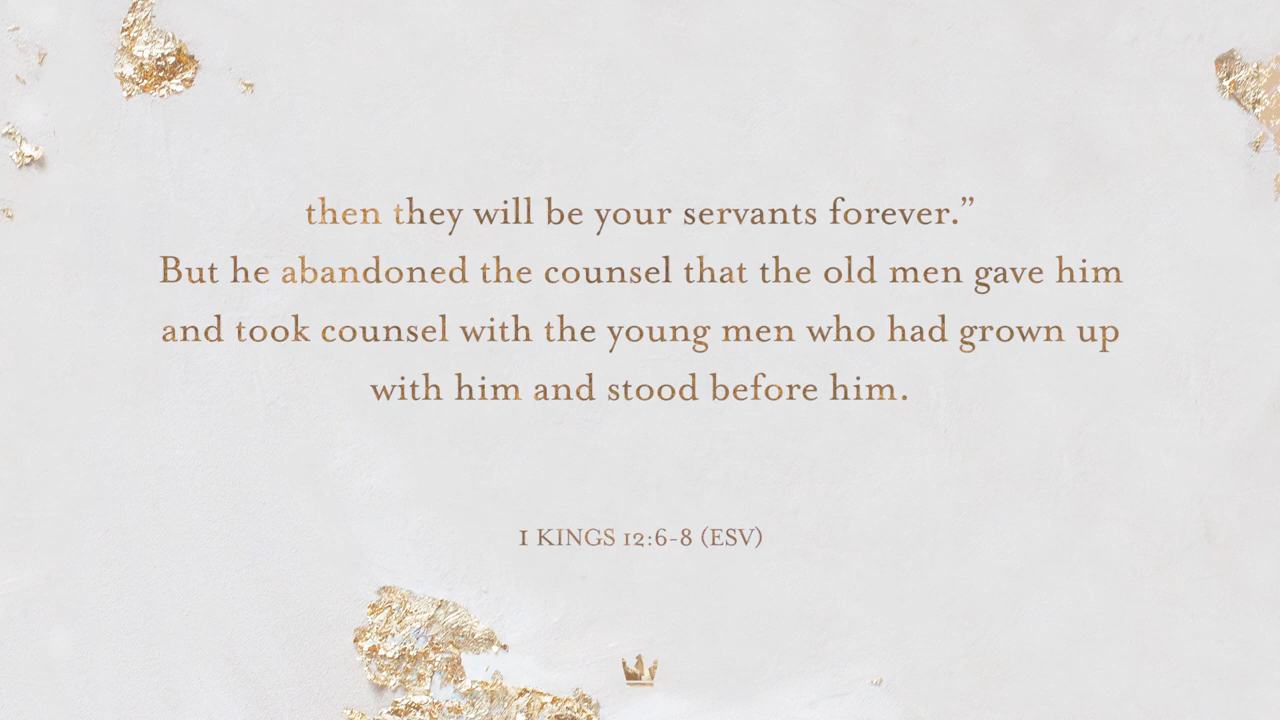 then they will be your servants forever.”
But he abandoned the counsel that the old men gave him
and took counsel with the young men who had grown up
with him and stood before him.
1 KINGS 12:6-8 (ESV)